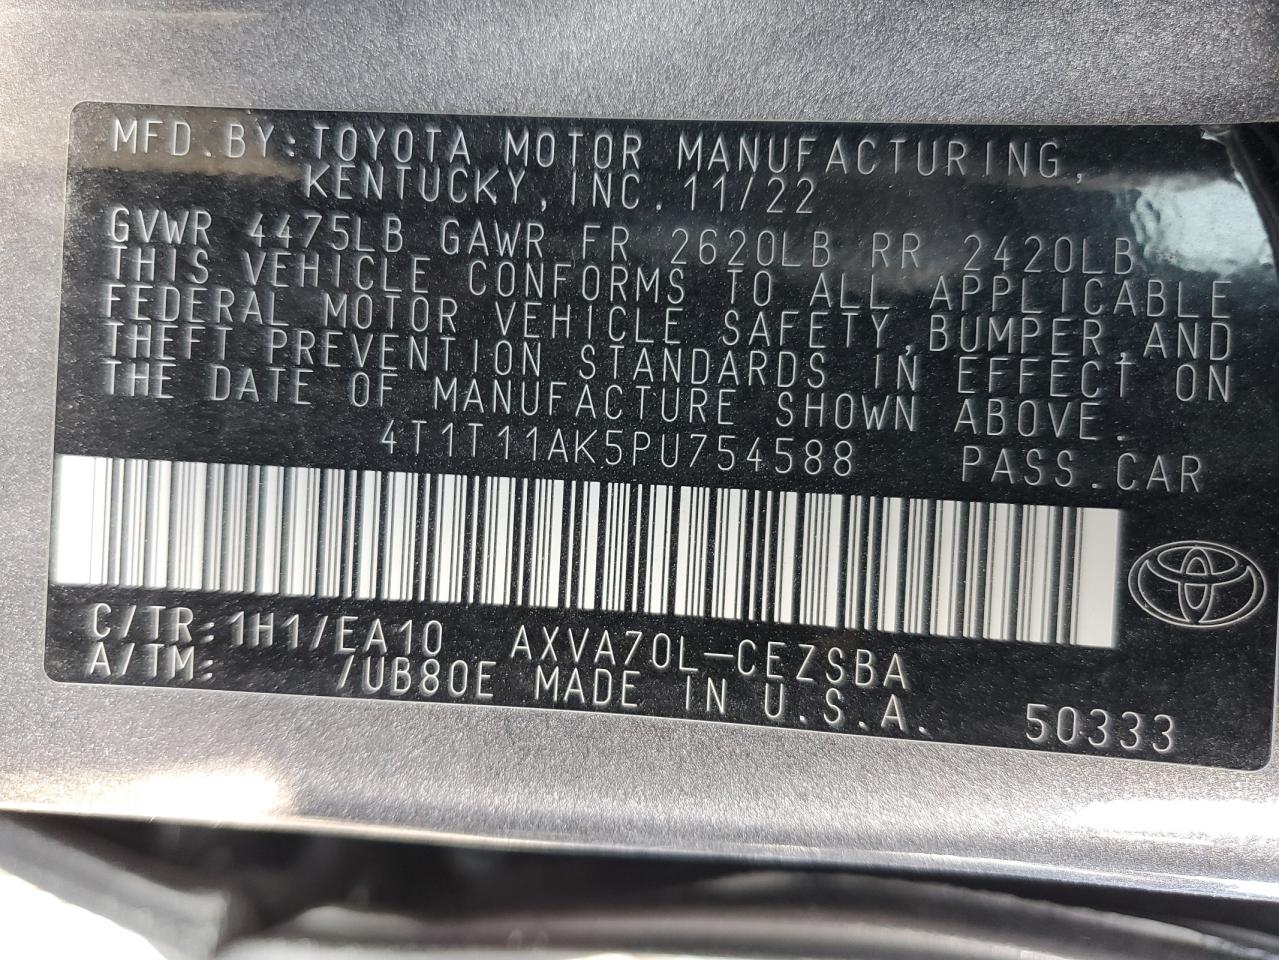 MFD.BY:TOYOTA MOTOR MANUFACTURING,
KENTUCKY,INC. 11/22
GVWR 4475LB GAWR FR 2620LB RR 2420LB
THIS VEHICLE CONFORMS TO ALL APPLICABLE
FEDERAL MOTOR VEHICLE SAFETY,BUMPER,AND
THEFT PREVENTION STANDARDS IN EFFECT ON
THE DATE OF MANUFACTURE SHOWN ABOVE.
4T1T11AK5PU754588 PASS.CAR
C/TR:1H1/EA10 AXVA70L-CEZSBA
A/TM: /UB80E MADE IN U.S.A.
50333